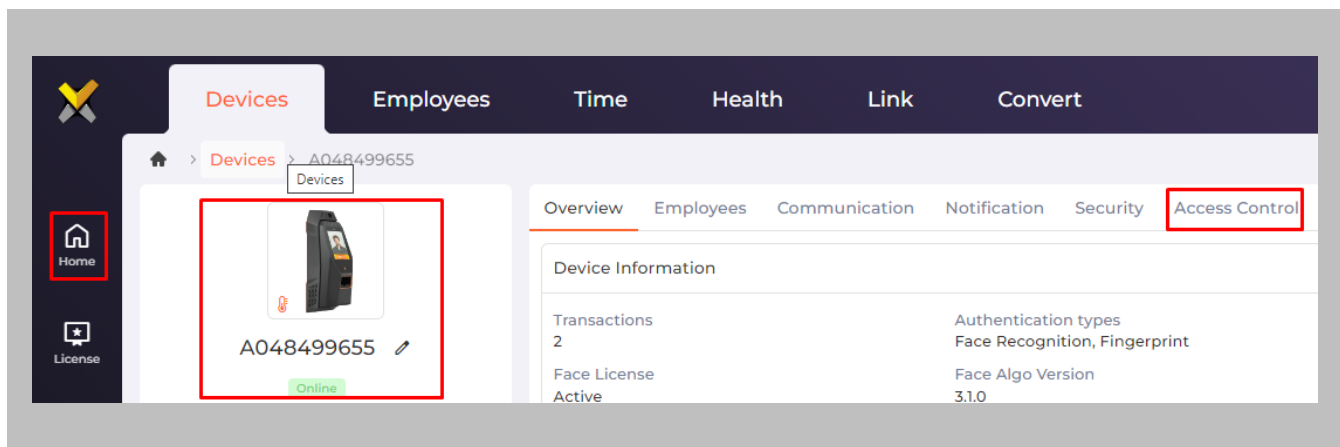 Devices Employees Time Health Link Convert
> Devices > A048499655
Devices
Home
License
A048499655
Online
Overview Employees Communication Notification Security Access Control
Device Information
Transactions Authentication types
2 Face Recognition, Fingerprint
Face License Face Algo Version
Active 3.1.0